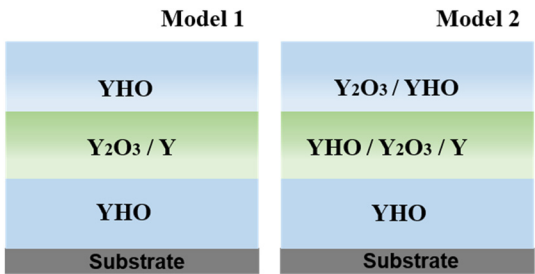 Model 1
YHO
Y2O3 / Y
YHO
Substrate
Model 2
Y2O3 / YHO
YHO / Y2O3 / Y
YHO
Substrate